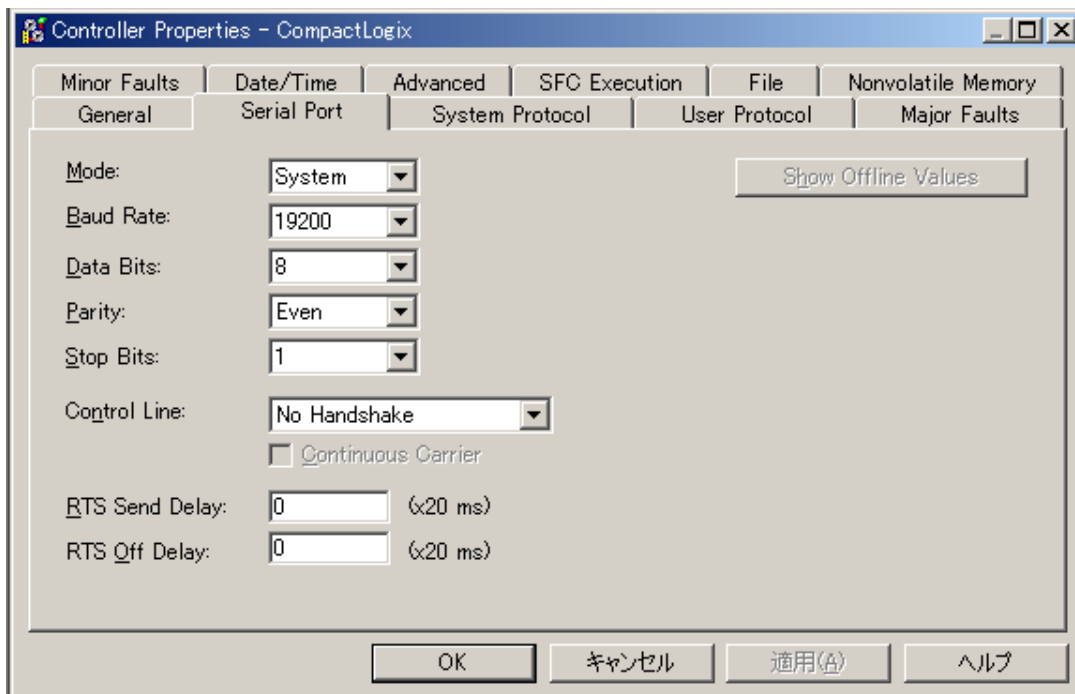 Controller Properties - CompactLogix
Minor Faults Date/Time Advanced SFC Execution File Nonvolatile Memory
General Serial Port System Protocol User Protocol Major Faults
Mode: System Show Offline Values
Baud Rate: 19200
Data Bits: 8
Parity: Even
Stop Bits: 1
Control Line: No Handshake
Continuous Carrier
RTS Send Delay: 0 (x20 ms)
RTS Off Delay: 0 (x20 ms)
OK キャンセル 適用(A) ヘルプ